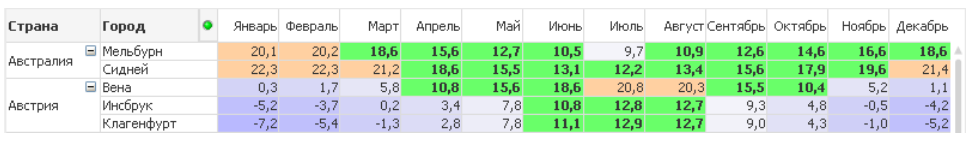 Страна Город Январь Февраль Март Апрель Май Июнь Июль Август Сентябрь Октябрь Ноябрь Декабрь
Австралия Мельбурн 20,1 20,2 18,6 15,6 12,7 10,5 9,7 10,9 12,6 14,6 16,6 18,6
Сидней 22,3 22,3 21,2 18,6 15,5 13,1 12,2 13,4 15,6 17,9 19,6 21,4
Австрия Вена 0,3 1,7 5,8 10,8 15,6 18,6 20,8 20,3 15,5 10,4 5,2 1,1
Инсбрук -5,2 -3,7 0,2 3,4 7,8 10,8 12,8 12,7 9,3 4,8 -0,5 -4,2
Клагенфурт -7,2 -5,4 -1,3 2,8 7,8 11,1 12,9 12,7 9,0 4,3 -1,0 -5,2